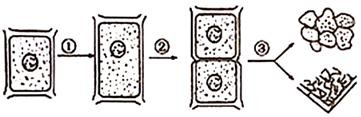 ① ② ③